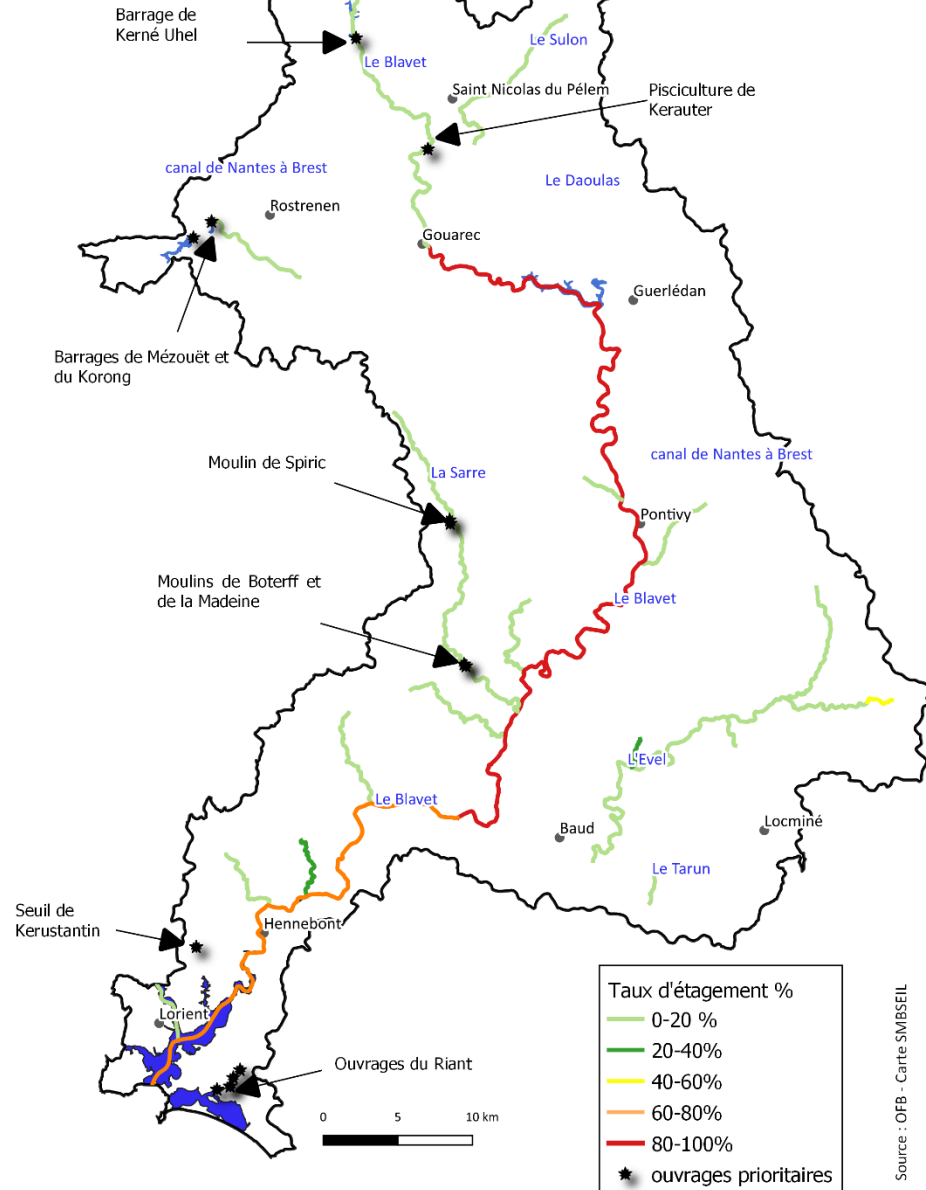 Barrage de
Kerné Uhel
Le Sulon
Le Blavet
Saint Nicolas du Pélem
Pisciculture de
Kerauter
canal de Nantes à Brest
Le Daoulas
Rostrenen
Gouarec
Guerlédan
Barrages de Mézouët et
du Korong
Moulin de Spiric
La Sarre
canal de Nantes à Brest
Pontivy
Moulins de Boterff et
de la Madeine
Le Blavet
L'Evel
Le Blavet
Baud
Locminé
Le Tarun
Seuil de
Kerustantin
Hennebont
Lorient
Ouvrages du Riant
0 5 10 km
Taux d'étagement %
0-20 %
20-40%
40-60%
60-80%
80-100%
ouvrages prioritaires
Source : OFB - Carte SMBSEIL